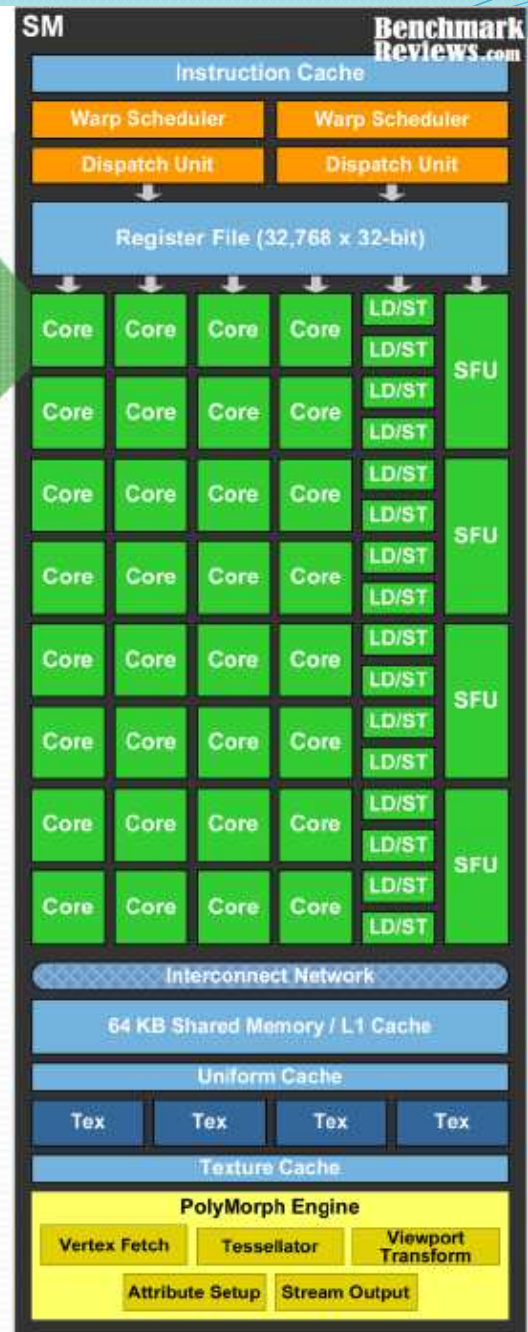 SM
Benchmark
Reviews.com
Instruction Cache
Warp Scheduler Warp Scheduler
Dispatch Unit Dispatch Unit
Register File (32,768 x 32-bit)
Core Core Core Core LD/ST SFU
LD/ST
Core Core Core Core LD/ST
LD/ST
Core Core Core Core LD/ST SFU
LD/ST
Core Core Core Core LD/ST
LD/ST
Core Core Core Core LD/ST SFU
LD/ST
Core Core Core Core LD/ST
LD/ST
Core Core Core Core LD/ST SFU
LD/ST
Core Core Core Core LD/ST
LD/ST
Interconnect Network
64 KB Shared Memory / L1 Cache
Uniform Cache
Tex Tex Tex Tex
Texture Cache
PolyMorph Engine
Vertex Fetch Tessellator Viewport
Transform
Attribute Setup Stream Output